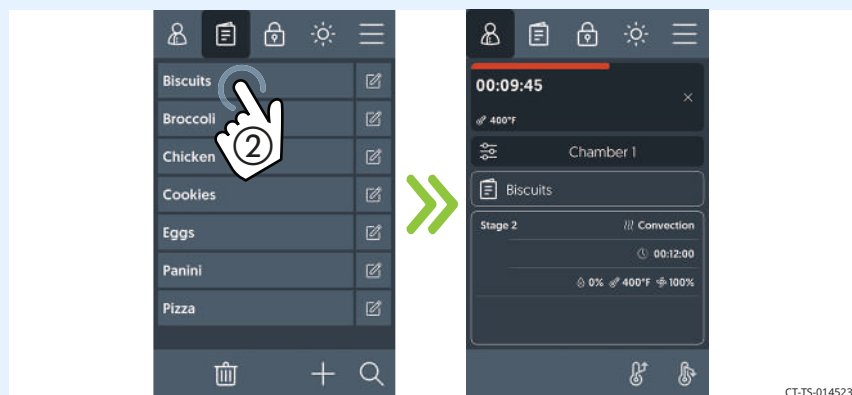 Biscuits
Broccoli
Chicken
Cookies
Eggs
Panini
Pizza
2
00:09:45
400°F
Chamber 1
Biscuits
Stage 2 Convection
00:12:00
0% 400°F 100%
CT-TS-014523